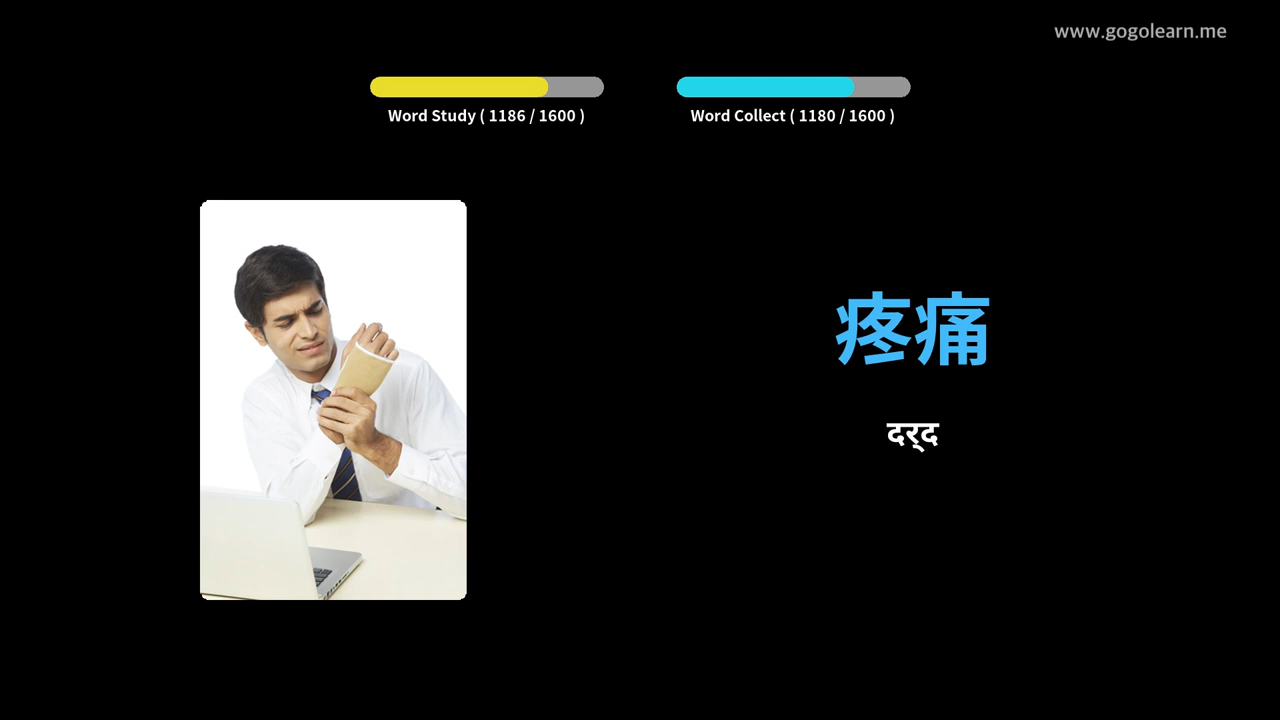 www.gogolearn.me
Word Study ( 1186 / 1600 )
Word Collect ( 1180 / 1600 )
疼痛
दर्द